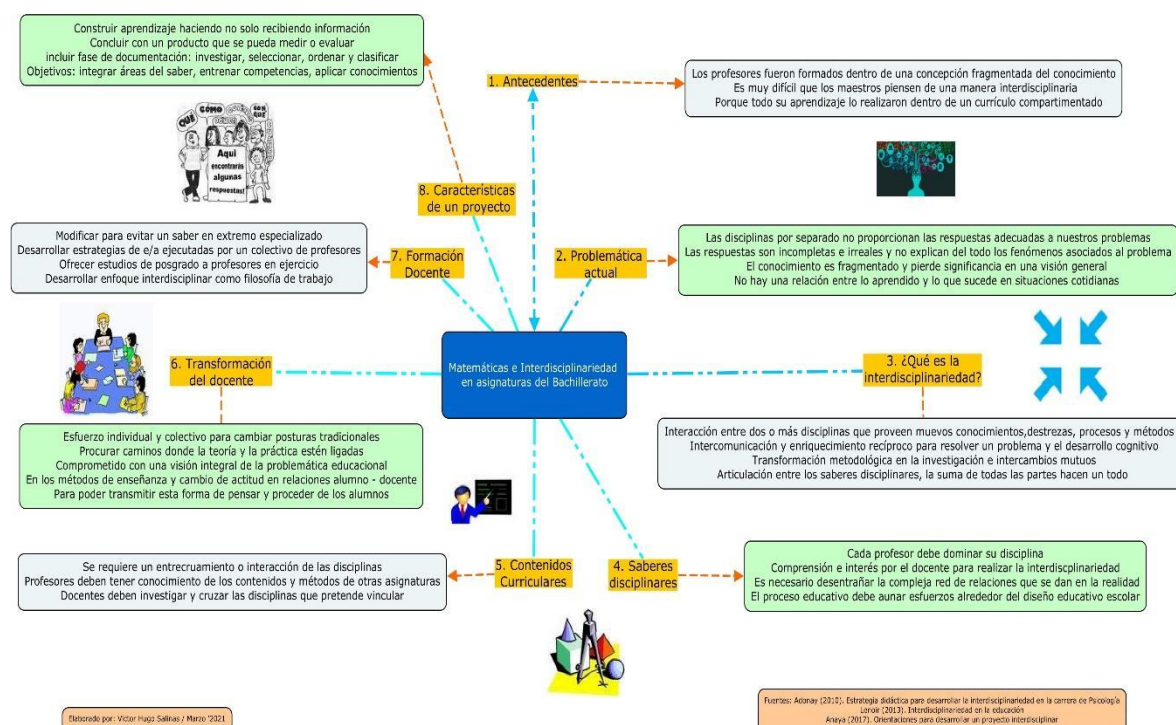 Construir aprendizaje haciendo no solo recibiendo información
Concluir con un producto que se pueda medir o evaluar
incluir fase de documentación: investigar, seleccionar, ordenar y clasificar
Objetivos: integrar áreas del saber, entrenar competencias, aplicar conocimientos
1. Antecedentes
Los profesores fueron formados dentro de una concepción fragmentada del conocimiento
Es muy difícil que los maestros piensen de una manera interdisciplinaria
Porque todo su aprendizaje lo realizaron dentro de un currículo compartimentado
QUÉ
CÓMO
CON QUÉ
Aqui
encontrarás
algunas
respuestas!
8. Características
de un proyecto
Modificar para evitar un saber en extremo especializado
Desarrollar estrategias de e/a ejecutadas por un colectivo de profesores
Ofrecer estudios de posgrado a profesores en ejercicio
Desarrollar enfoque interdisciplinar como filosofía de trabajo
7. Formación
Docente
2. Problemática
actual
Las disciplinas por separado no proporcionan las respuestas adecuadas a nuestros problemas
Las respuestas son incompletas e irreales y no explican del todo los fenómenos asociados al problema
El conocimiento es fragmentado y pierde significancia en una visión general
No hay una relación entre lo aprendido y lo que sucede en situaciones cotidianas
6. Transformación
del docente
Matemáticas e Interdisciplinariedad
en asignaturas del Bachillerato
3. ¿Qué es la
interdisciplinariedad?
Esfuerzo individual y colectivo para cambiar posturas tradicionales
Procurar caminos donde la teoría y la práctica estén ligadas
Comprometido con una visión integral de la problemática educacional
En los métodos de enseñanza y cambio de actitud en relaciones alumno - docente
Para poder transmitir esta forma de pensar y proceder de los alumnos
Interacción entre dos o más disciplinas que proveen muevos conocimientos,destrezas, procesos y métodos
Intercomunicación y enriquecimiento recíproco para resolver un problema y el desarrollo cognitivo
Transformación metodológica en la investigación e intercambios mutuos
Articulación entre los saberes disciplinares, la suma de todas las partes hacen un todo
Se requiere un entrecruamiento o interacción de las disciplinas
Profesores deben tener conocimiento de los contenidos y métodos de otras asignaturas
Docentes deben investigar y cruzar las disciplinas que pretende vincular
5. Contenidos
Curriculares
4. Saberes
disciplinares
Cada profesor debe dominar su disciplina
Comprensión e interés por el docente para realizar la interdiscplinariedad
Es necesario desentrañar la compleja red de relaciones que se dan en la realidad
El proceso educativo debe aunar esfuerzos alrededor del diseño educativo escolar
Elaborado por: Victor Hugo Salinas / Marzo '2021
Fuentes: Adonay (2010). Estrategia didáctica para desarrollar la interdisciplinariedad en la carrera de Psicología
Lenoir (2013). Interdisciplinariedad en la educación
Anaya (2017). Orientaciones para desarrollar un proyecto interdisciplinar